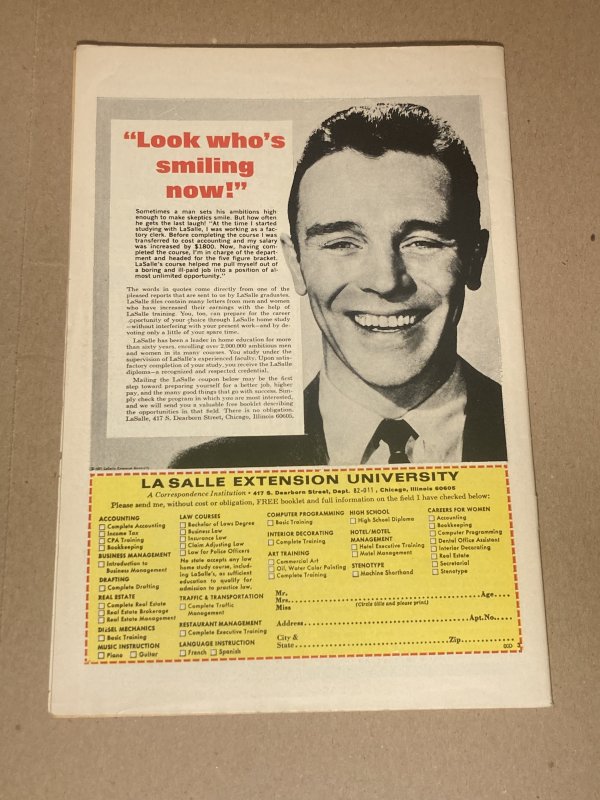 “Look who’s
smiling
now!”
Sometimes a man sets his ambitions high
enough to make skeptics smile. But how often
he gets the last laugh! “At the time I started
studying with LaSalle, I was working as a fac-
tory clerk. Before completing the course I was
transferred to cost accounting and my salary
was increased by $1800. Now, having com-
pleted the course, I’m in charge of the depart-
ment and headed for the five figure bracket.
LaSalle’s course helped me pull myself out of
a boring and ill-paid job into a position of al-
most unlimited opportunity.”
The words in quotes come directly from one of the
pleased reports that are sent to us by LaSalle graduates.
LaSalle files contain many letters from men and women
who have increased their earnings with the help of
LaSalle training. You, too, can prepare for the career
opportunity of your choice through LaSalle home study
—without interfering with your present work—and by de-
voting only a little of your spare time.
LaSalle has been a leader in home education for more
than sixty years, enrolling over 2,000,000 ambitious men
and women in its many courses. You study under the
supervision of LaSalle’s experienced faculty. Upon satis-
factory completion of your study, you receive the LaSalle
diploma—a recognized and respected credential.
Mailing the LaSalle coupon below may be the first
step toward preparing yourself for a better job, higher
pay, and the many good things that go with success. Sim-
ply check the program in which you are most interested,
and we will send you a valuable free booklet describing
the opportunities in that field. There is no obligation.
LaSalle, 417 S. Dearborn Street, Chicago, Illinois 60605.
LaSalle Extension University
LA SALLE EXTENSION UNIVERSITY
A Correspondence Institution • 417 S. Dearborn Street, Dept. 82-011, Chicago, Illinois 60605
Please send me, without cost or obligation, FREE booklet and full information on the field I have checked below:
ACCOUNTING
Complete Accounting
Income Tax
CPA Training
Bookkeeping
BUSINESS MANAGEMENT
Introduction to
Business Management
DRAFTING
Complete Drafting
REAL ESTATE
Complete Real Estate
Real Estate Brokerage
Real Estate Management
DIESEL MECHANICS
Basic Training
MUSIC INSTRUCTION
Piano Guitar
LAW COURSES
Bachelor of Laws Degree
Business Law
Insurance Law
Claim Adjusting Law
Law for Police Officers
No state accepts any law
home study course, includ-
ing LaSalle’s, as sufficient
education to qualify for
admission to practice law.
TRAFFIC & TRANSPORTATION
Complete Traffic
Management
RESTAURANT MANAGEMENT
Complete Executive Training
LANGUAGE INSTRUCTION
French Spanish
COMPUTER PROGRAMMING
Basic Training
INTERIOR DECORATING
Complete Training
ART TRAINING
Commercial Art
Oil, Water Color Painting
Complete Training
HIGH SCHOOL
High School Diploma
HOTEL/MOTEL
MANAGEMENT
Hotel Executive Training
Motel Management
STENOTYPE
Machine Shorthand
CAREERS FOR WOMEN
Accounting
Bookkeeping
Computer Programming
Dental Office Assistant
Interior Decorating
Real Estate
Secretarial
Stenotype
Mr.
Mrs. Age
Miss (Circle title and please print)
Address Apt. No.
City &
State Zip